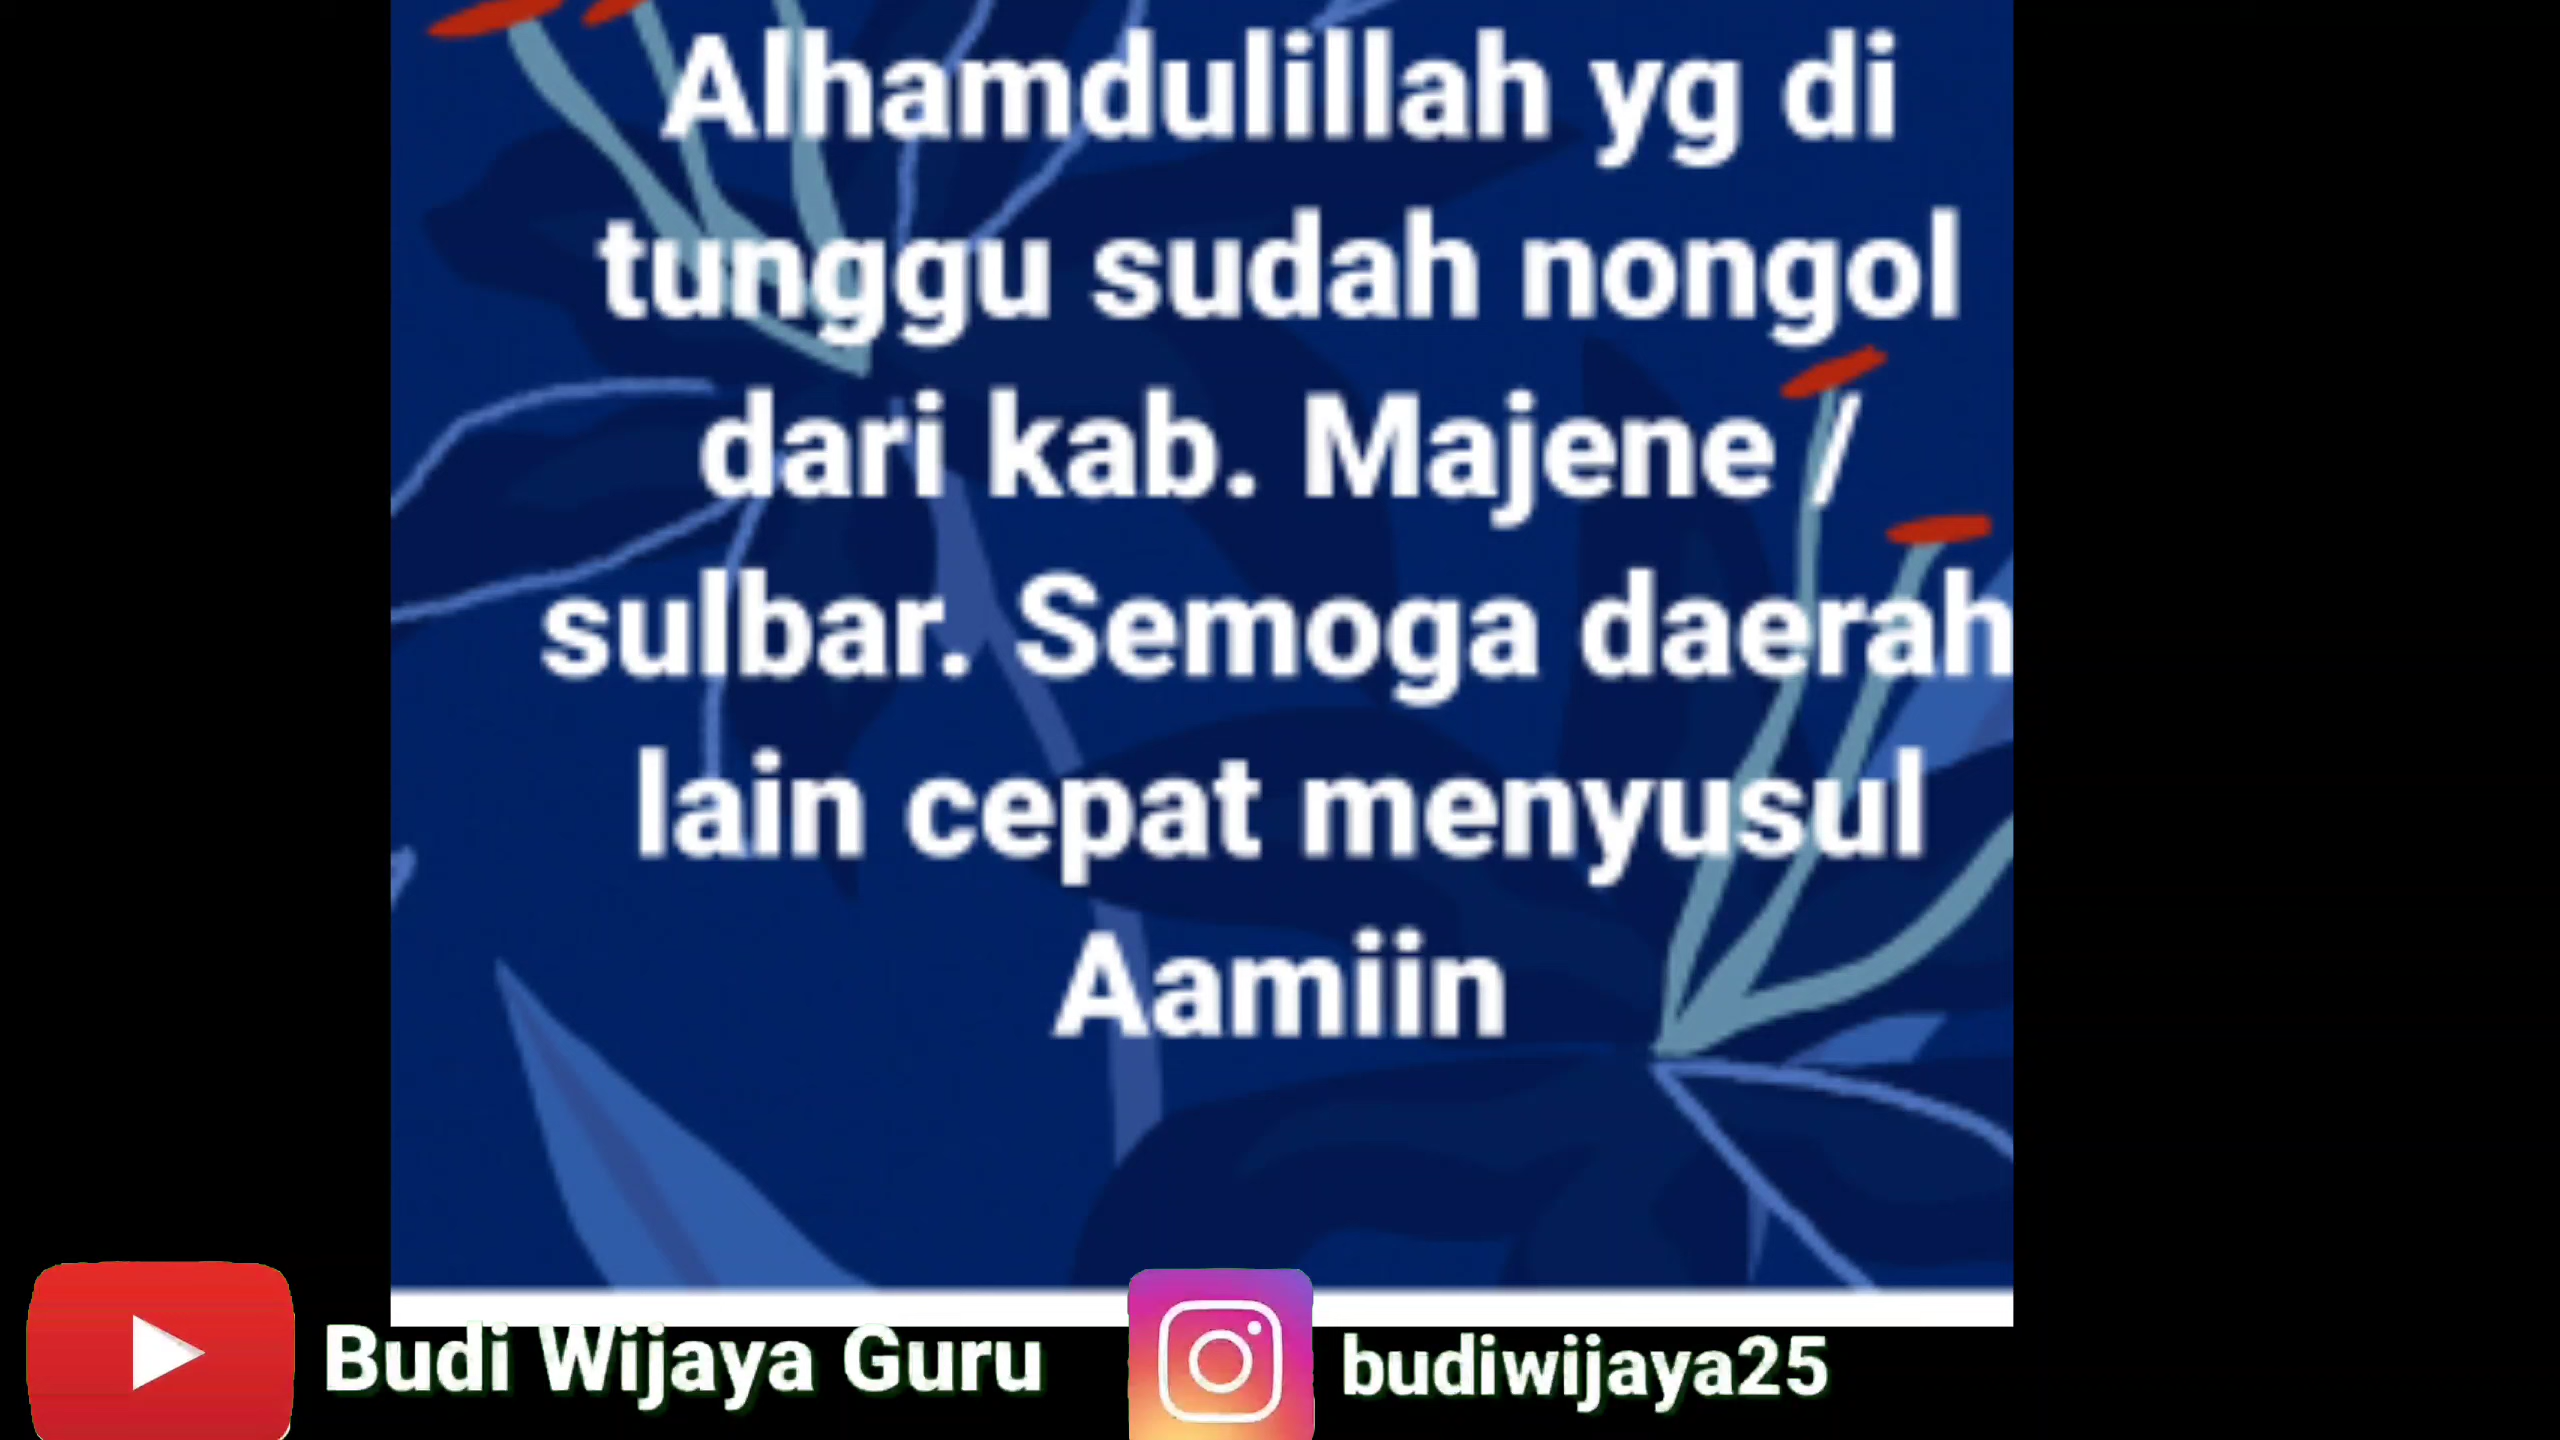 Alhamdulillah yg di
tunggu sudah nongol
dari kab. Majene /
sulbar. Semoga daerah
lain cepat menyusul
Aamiin
Budi Wijaya Guru
budiwijaya25